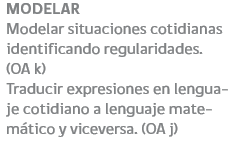 MODELAR
Modelar situaciones cotidianas
identificando regularidades.
(OA k)
Traducir expresiones en lengua-
je cotidiano a lenguaje mate-
mático y viceversa. (OA j)